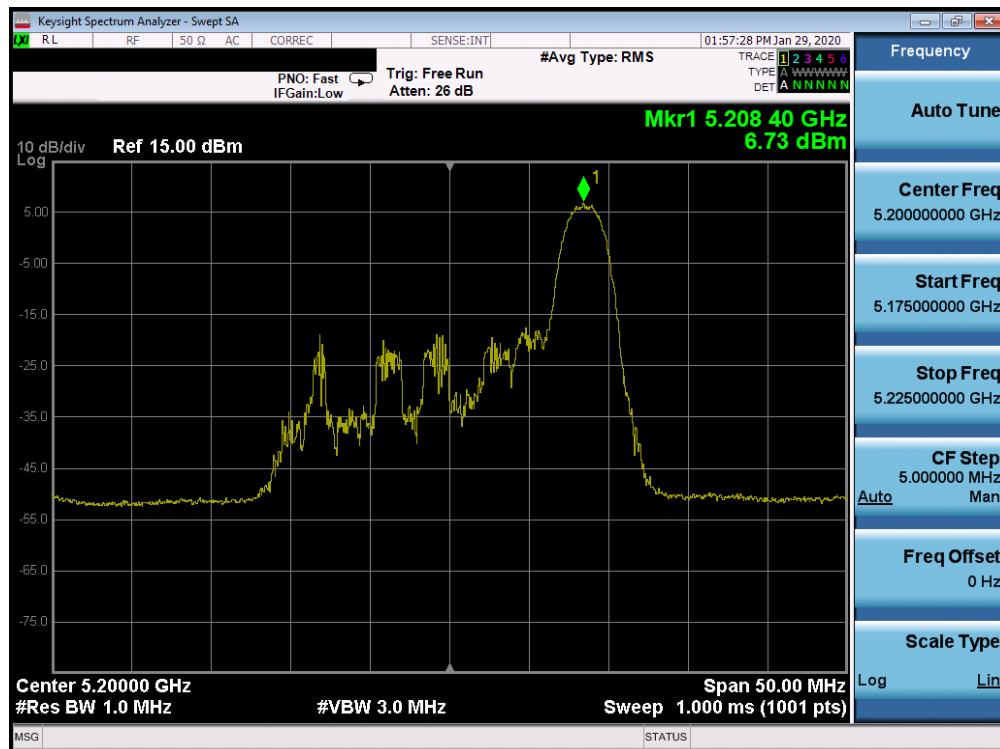 Keysight Spectrum Analyzer - Swept SA
LXI RL RF 50 Ω AC CORREC SENSE:INT 01:57:28 PM Jan 29, 2020
Frequency
#Avg Type: RMS
TRACE 1 2 3 4 5 6
PNO: Fast
Trig: Free Run
TYPE A WWWWW
IFGain:Low
Atten: 26 dB
DET A N N N N N
Auto Tune
Mkr1 5.208 40 GHz
6.73 dBm
10 dB/div Ref 15.00 dBm
Log
1
5.00
-5.00
-15.0
-25.0
-35.0
-45.0
-55.0
-65.0
-75.0
Center Freq
5.200000000 GHz
Start Freq
5.175000000 GHz
Stop Freq
5.225000000 GHz
CF Step
5.000000 MHz
Auto Man
Freq Offset
0 Hz
Scale Type
Log Lin
Center 5.20000 GHz Span 50.00 MHz
#Res BW 1.0 MHz #VBW 3.0 MHz Sweep 1.000 ms (1001 pts)
MSG STATUS